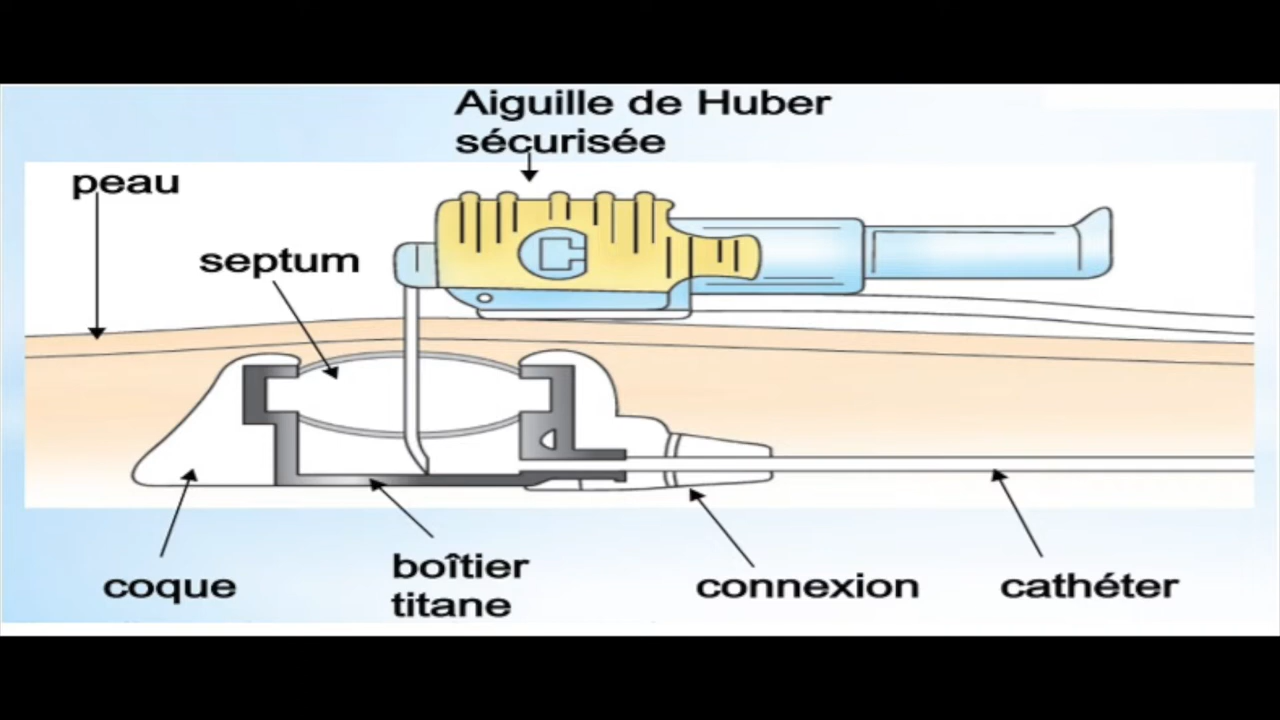 Aiguille de Huber
sécurisée
peau
septum
coque
boîtier
titane
connexion
cathéter